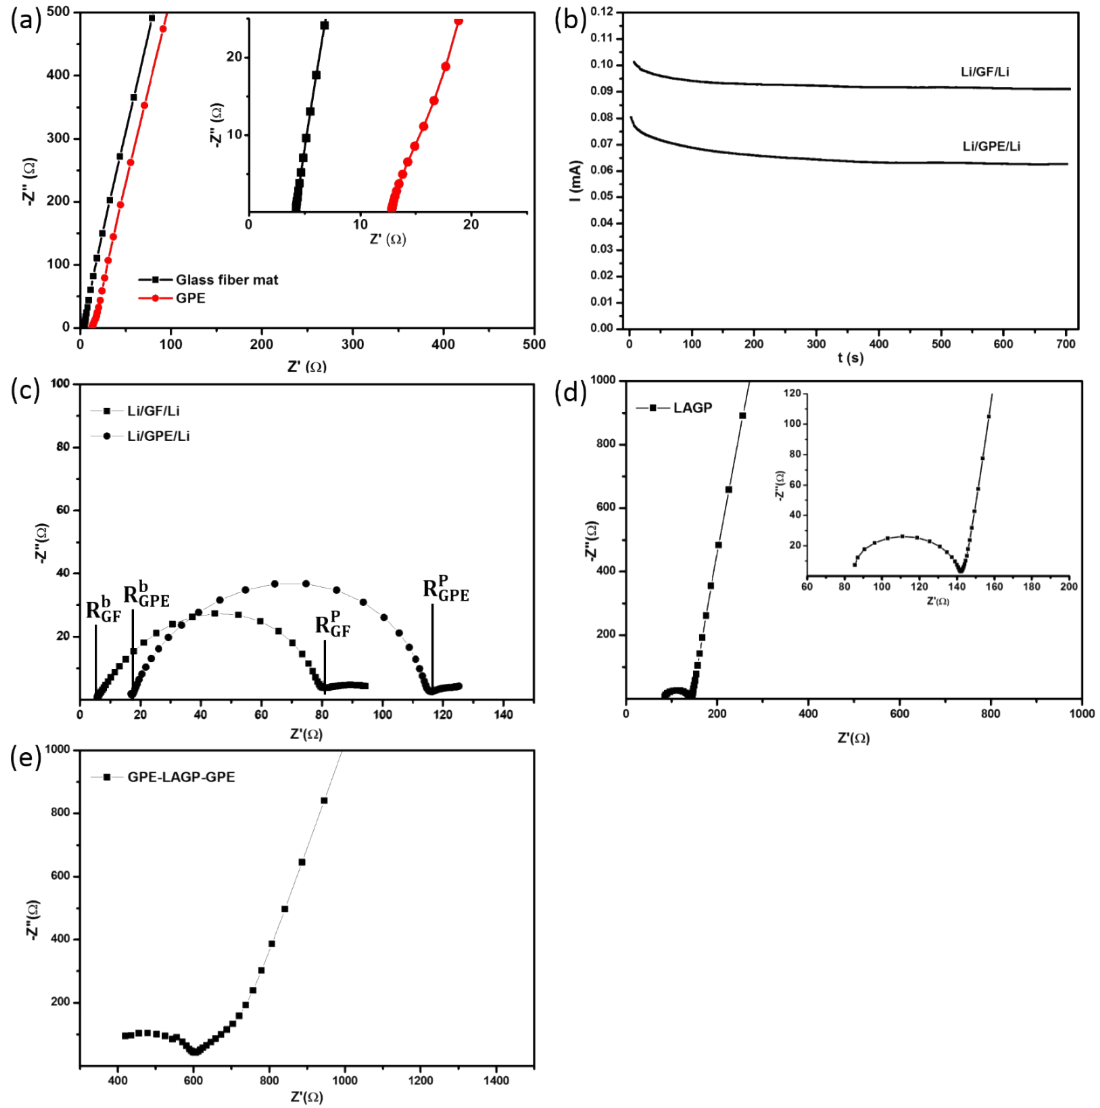 (a)
500
400
300
200
100
0
-Z'' (Ω)
0 100 200 300 400 500
Z' (Ω)
Glass fiber mat
GPE
20
10
-Z'' (Ω)
0 10 20
Z' (Ω)
(b)
0.12
0.11
0.10
0.09
0.08
0.07
0.06
0.05
0.04
0.03
0.02
0.01
0.00
I (mA)
Li/GF/Li
Li/GPE/Li
0 100 200 300 400 500 600 700
t (s)
(c)
Li/GF/Li
Li/GPE/Li
100
80
60
40
20
-Z''(Ω)
R^b_GF
R^b_GPE
R^P_GF
R^P_GPE
0 20 40 60 80 100 120 140
Z'(Ω)
(d)
LAGP
1000
800
600
400
200
0
-Z''(Ω)
0 200 400 600 800 1000
Z'(Ω)
120
100
80
60
40
20
-Z''(Ω)
60 80 100 120 140 160 180 200
Z'(Ω)
(e)
GPE-LAGP-GPE
1000
800
600
400
200
-Z''(Ω)
400 600 800 1000 1200 1400
Z'(Ω)